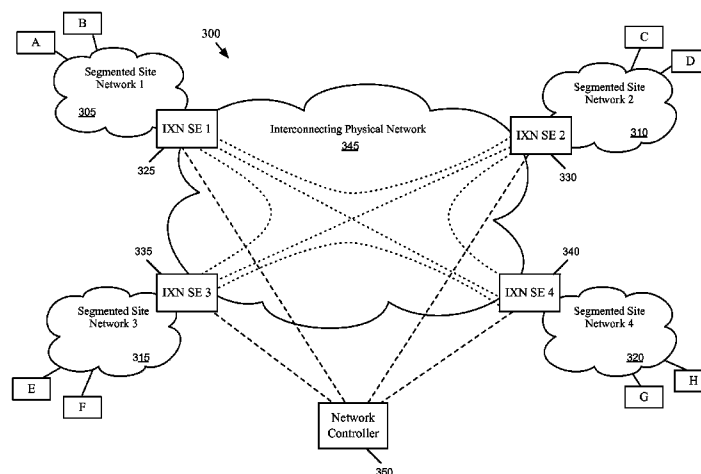 B
A
300
C
D
Segmented Site
Network 1
305
IXN SE 1
325
Interconnecting Physical Network
345
IXN SE 2
330
Segmented Site
Network 2
310
335
IXN SE 3
340
IXN SE 4
Segmented Site
Network 3
315
E
F
Segmented Site
Network 4
320
H
G
Network
Controller
350